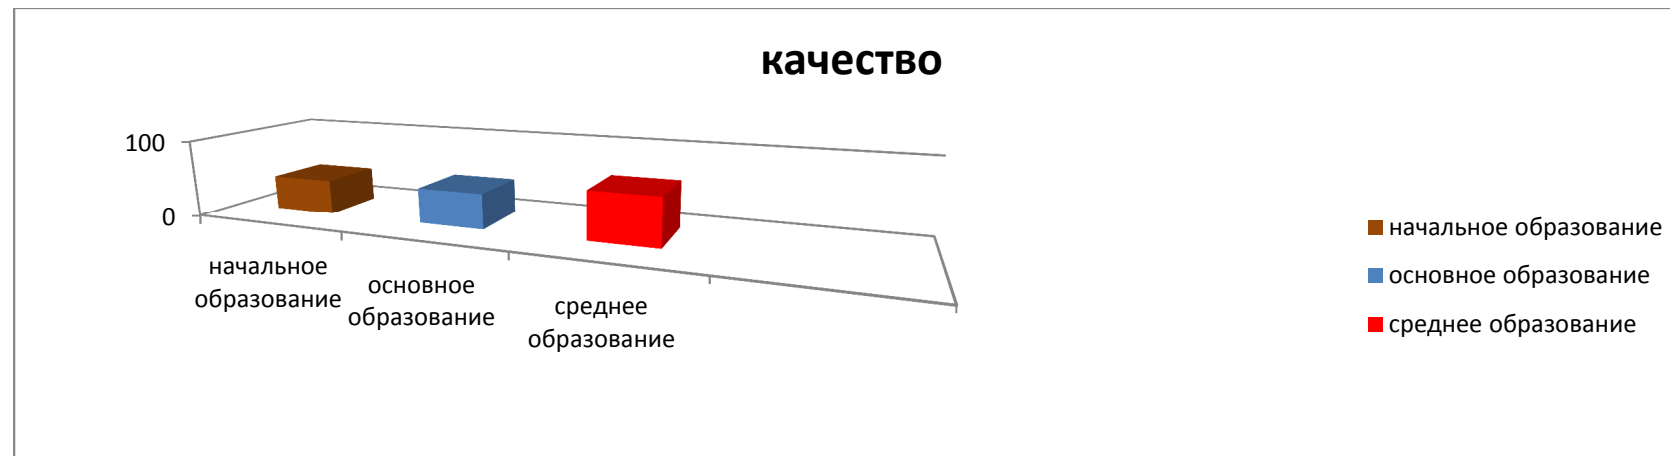 качество
100
0
начальное
образование
основное
образование
среднее
образование
начальное образование
основное образование
среднее образование